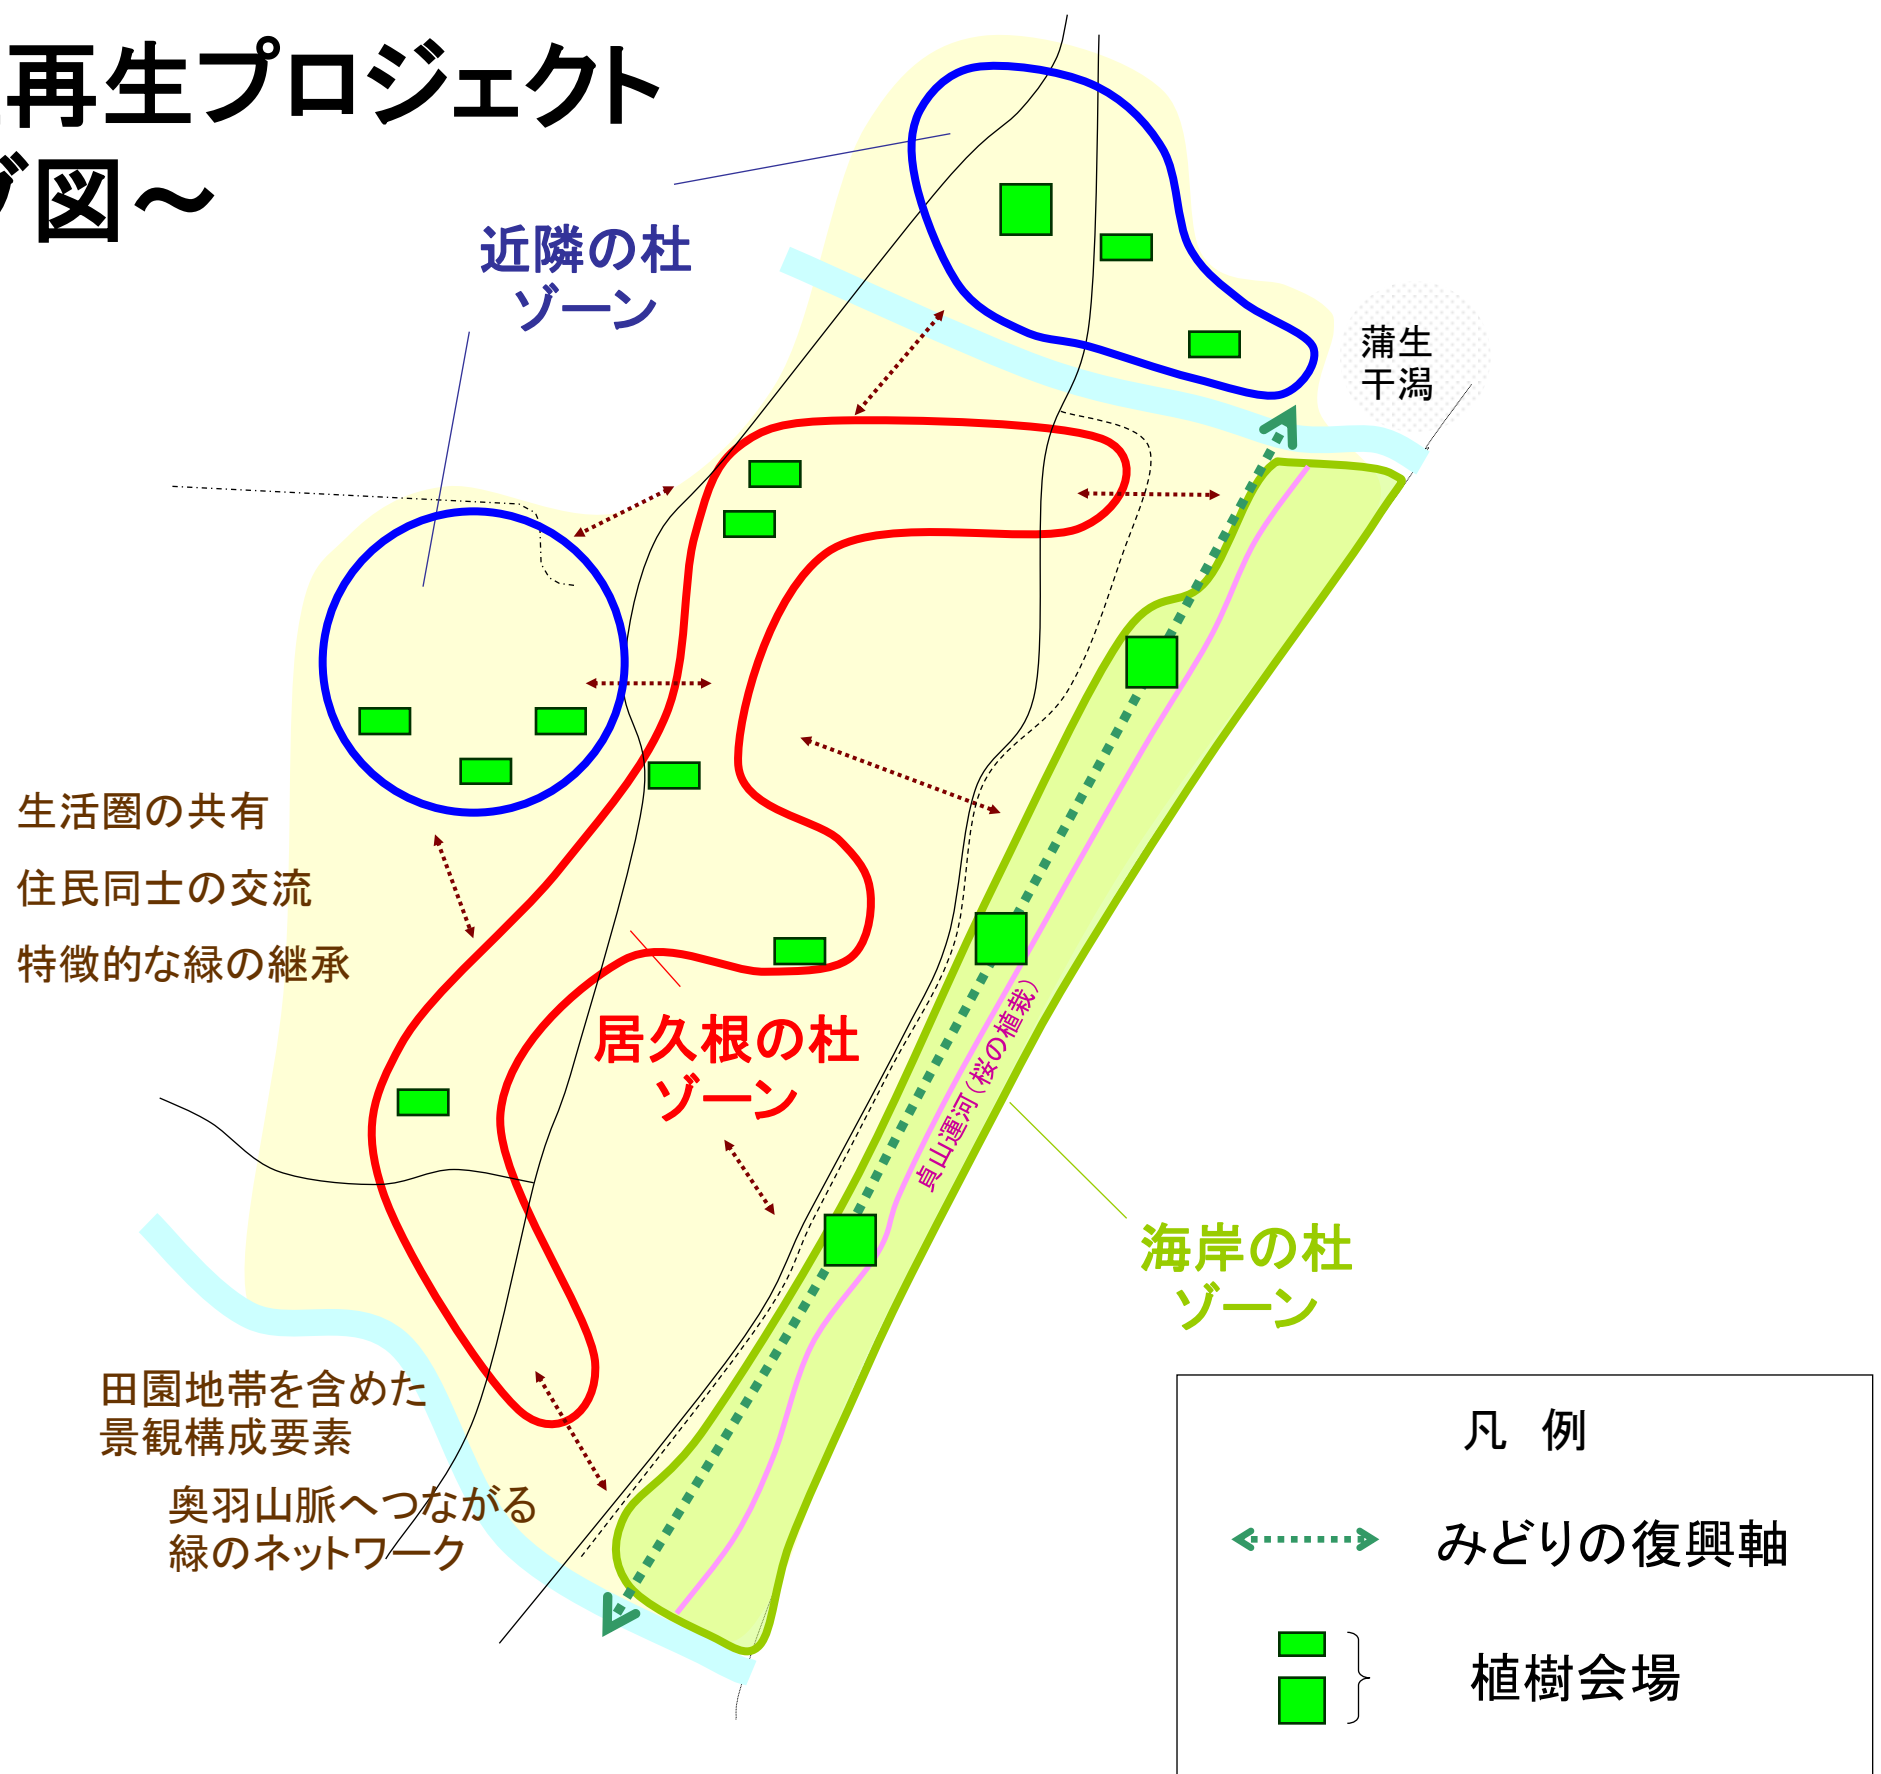 再生プロジェクト
図～
近隣の杜
ゾーン
蒲生
干潟
生活圏の共有
住民同士の交流
特徴的な緑の継承
居久根の杜
ゾーン
貞山運河（桜の植栽）
海岸の杜
ゾーン
田園地帯を含めた
景観構成要素
奥羽山脈へつながる
緑のネットワーク
凡 例
みどりの復興軸
植樹会場